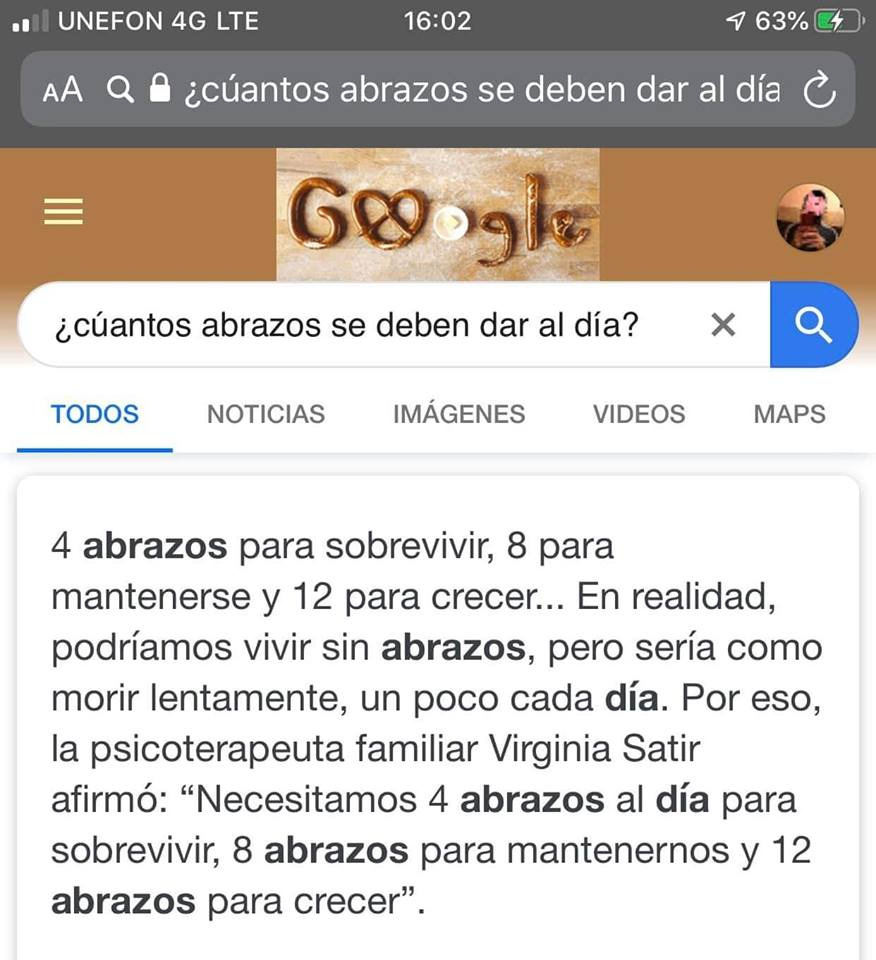 UNEFON 4G LTE 16:02 63%
AA ¿cúantos abrazos se deben dar al día
Google
¿cúantos abrazos se deben dar al día?
TODOS NOTICIAS IMÁGENES VIDEOS MAPS
4 abrazos para sobrevivir, 8 para
mantenerse y 12 para crecer... En realidad,
podríamos vivir sin abrazos, pero sería como
morir lentamente, un poco cada día. Por eso,
la psicoterapeuta familiar Virginia Satir
afirmó: “Necesitamos 4 abrazos al día para
sobrevivir, 8 abrazos para mantenernos y 12
abrazos para crecer”.